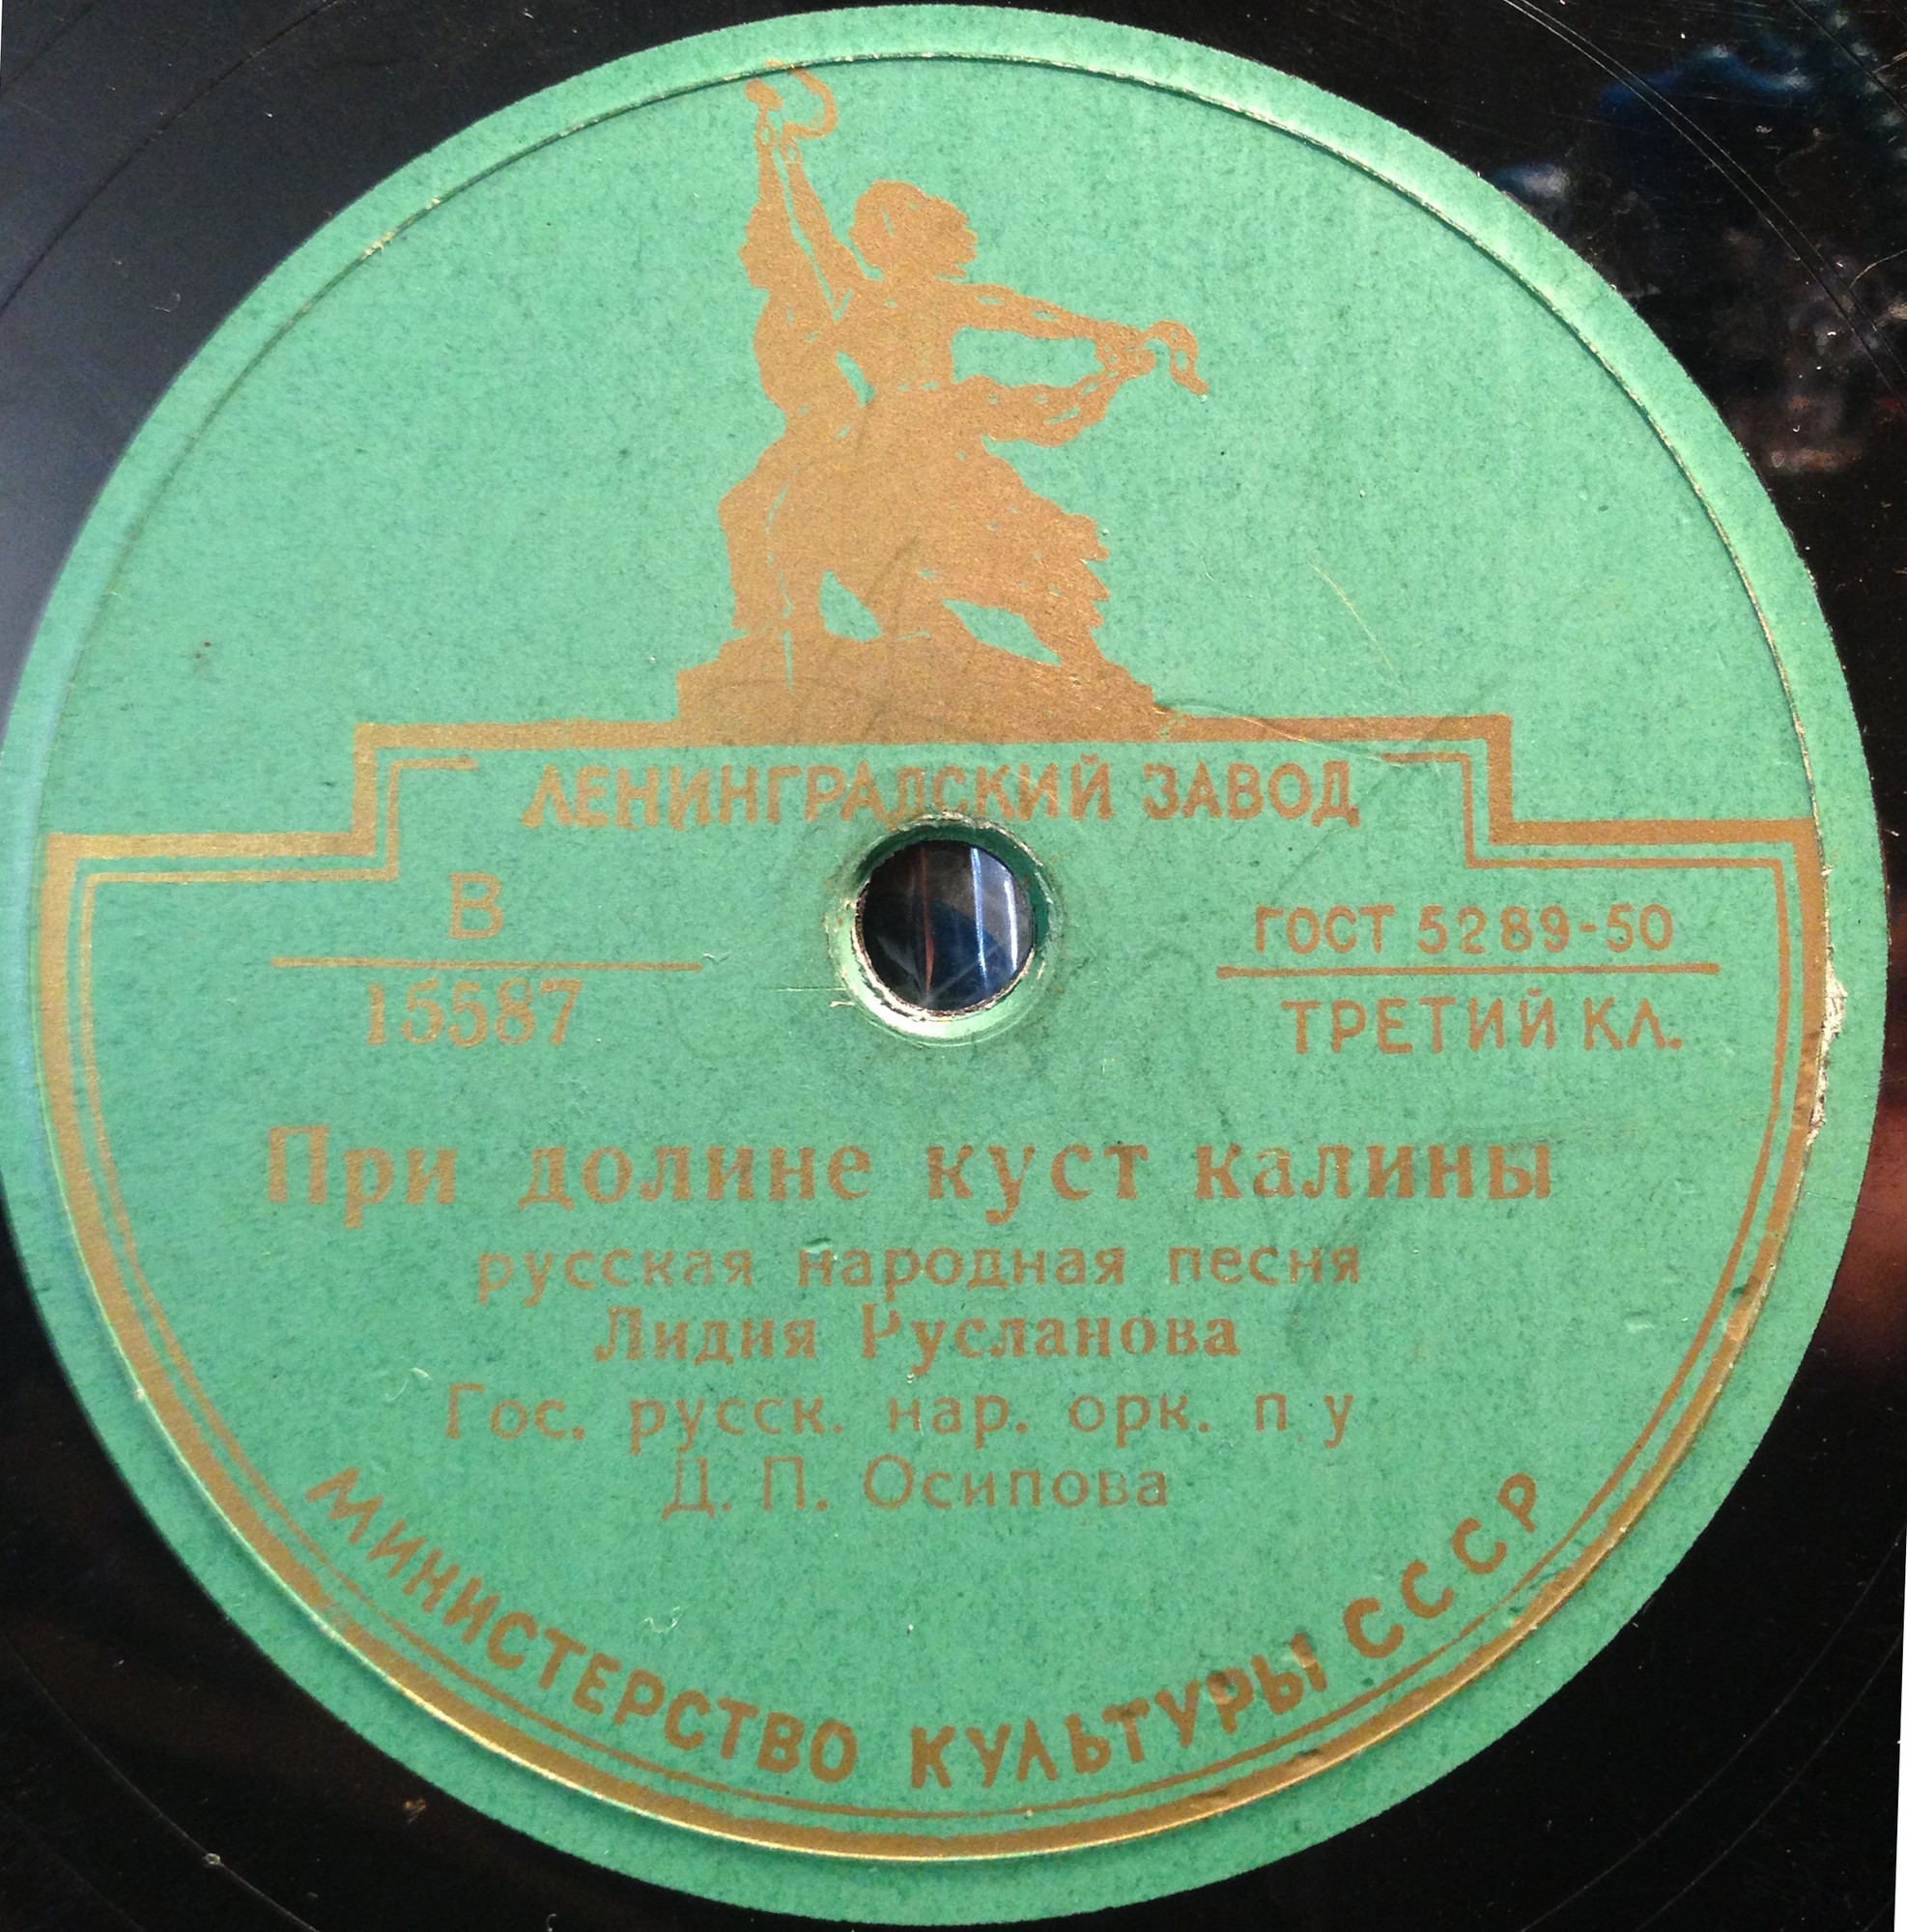 ЛЕНИНГРАДСКИЙ ЗАВОД
В
15587
ГОСТ 5289-50
ТРЕТИЙ КЛ.
При долине куст калины
русская народная песня
Лидия Русланова
Гос. русск. нар. орк. п/у
Д. П. Осипова
МИНИСТЕРСТВО КУЛЬТУРЫ СССР